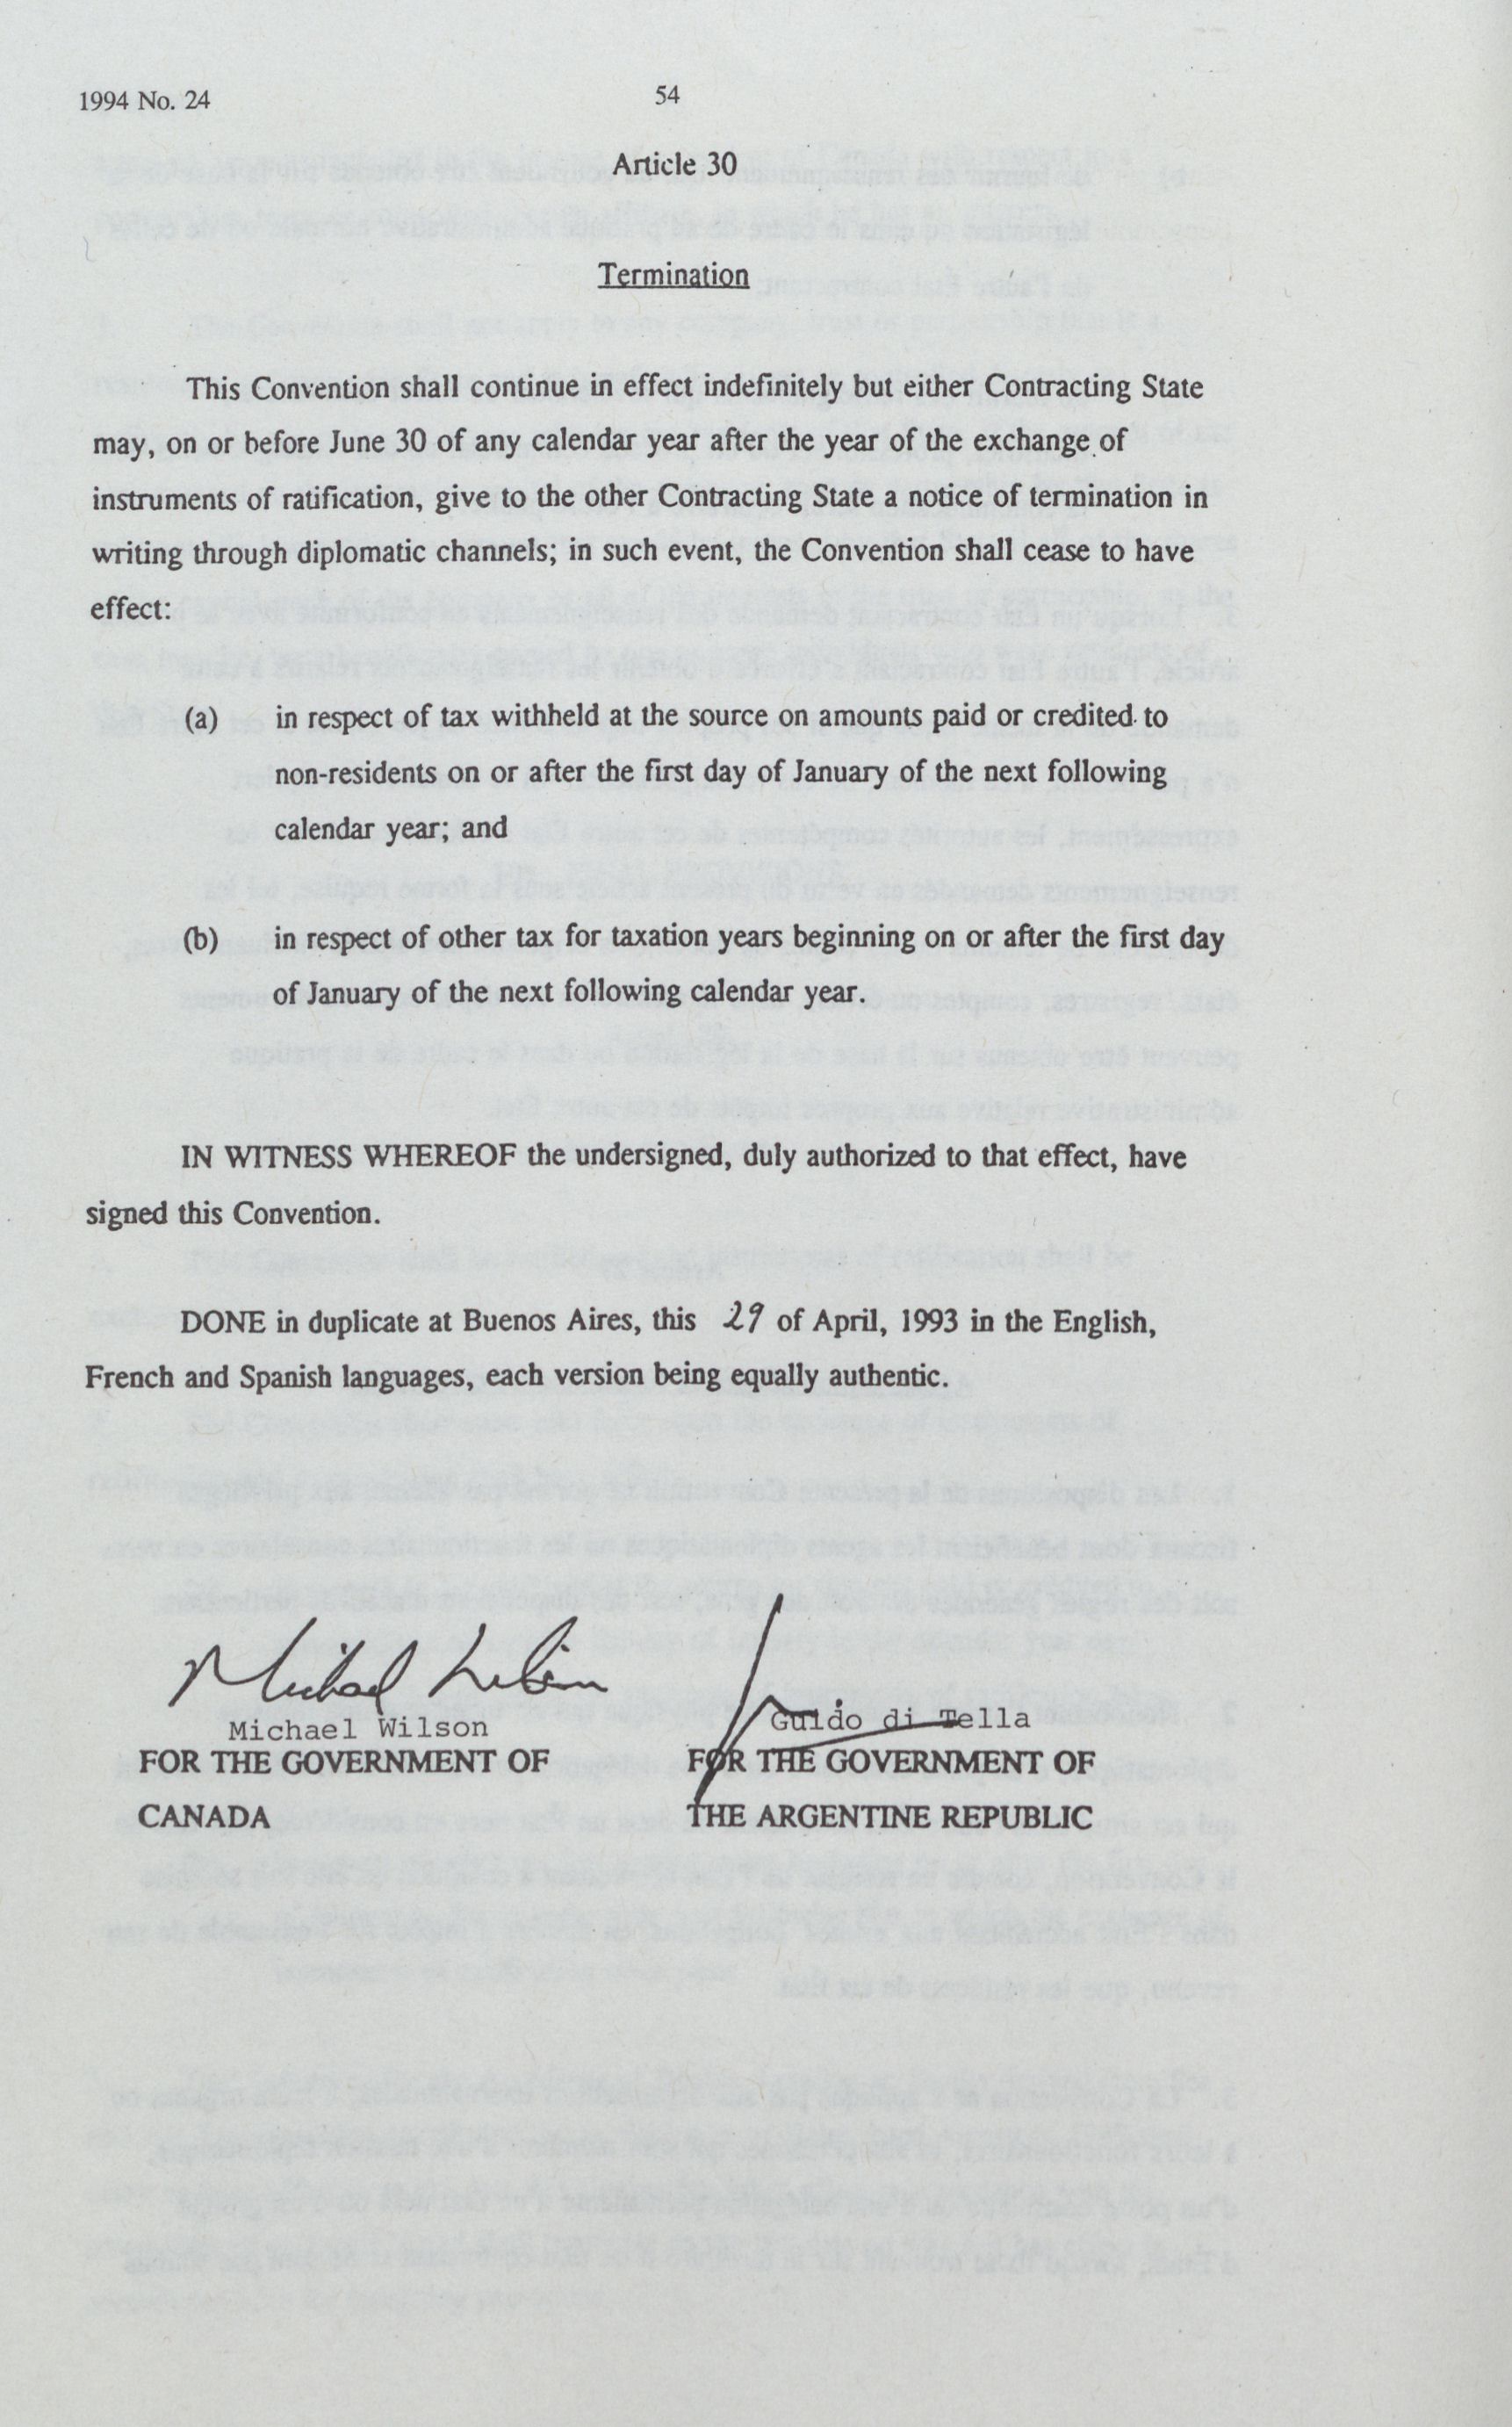 1994 No. 24
54
Article 30
Termination
This Convention shall continue in effect indefinitely but either Contracting State
may, on or before June 30 of any calendar year after the year of the exchange of
instruments of ratification, give to the other Contracting State a notice of termination in
writing through diplomatic channels; in such event, the Convention shall cease to have
effect:
(a) in respect of tax withheld at the source on amounts paid or credited to
non-residents on or after the first day of January of the next following
calendar year; and
(b) in respect of other tax for taxation years beginning on or after the first day
of January of the next following calendar year.
IN WITNESS WHEREOF the undersigned, duly authorized to that effect, have
signed this Convention.
DONE in duplicate at Buenos Aires, this 29 of April, 1993 in the English,
French and Spanish languages, each version being equally authentic.
Michael Wilson
Michael Wilson
FOR THE GOVERNMENT OF
CANADA
Guido di Tella
FOR THE GOVERNMENT OF
THE ARGENTINE REPUBLIC